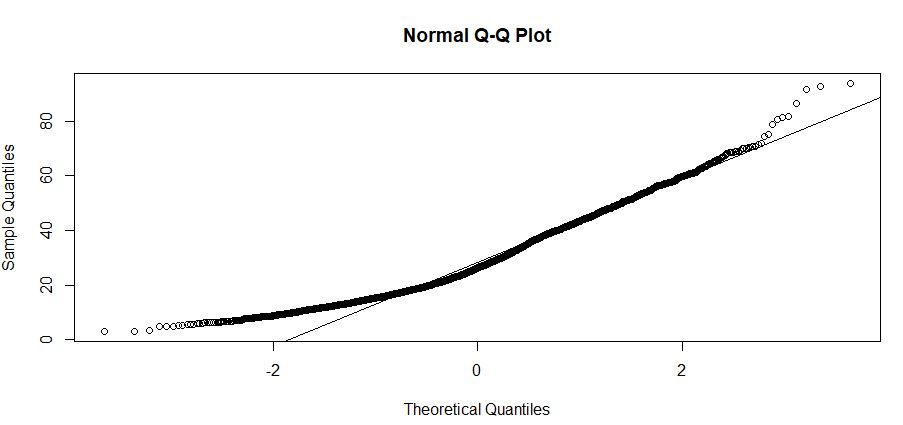 Normal Q-Q Plot
80
60
40
20
0
Sample Quantiles
-2 0 2
Theoretical Quantiles